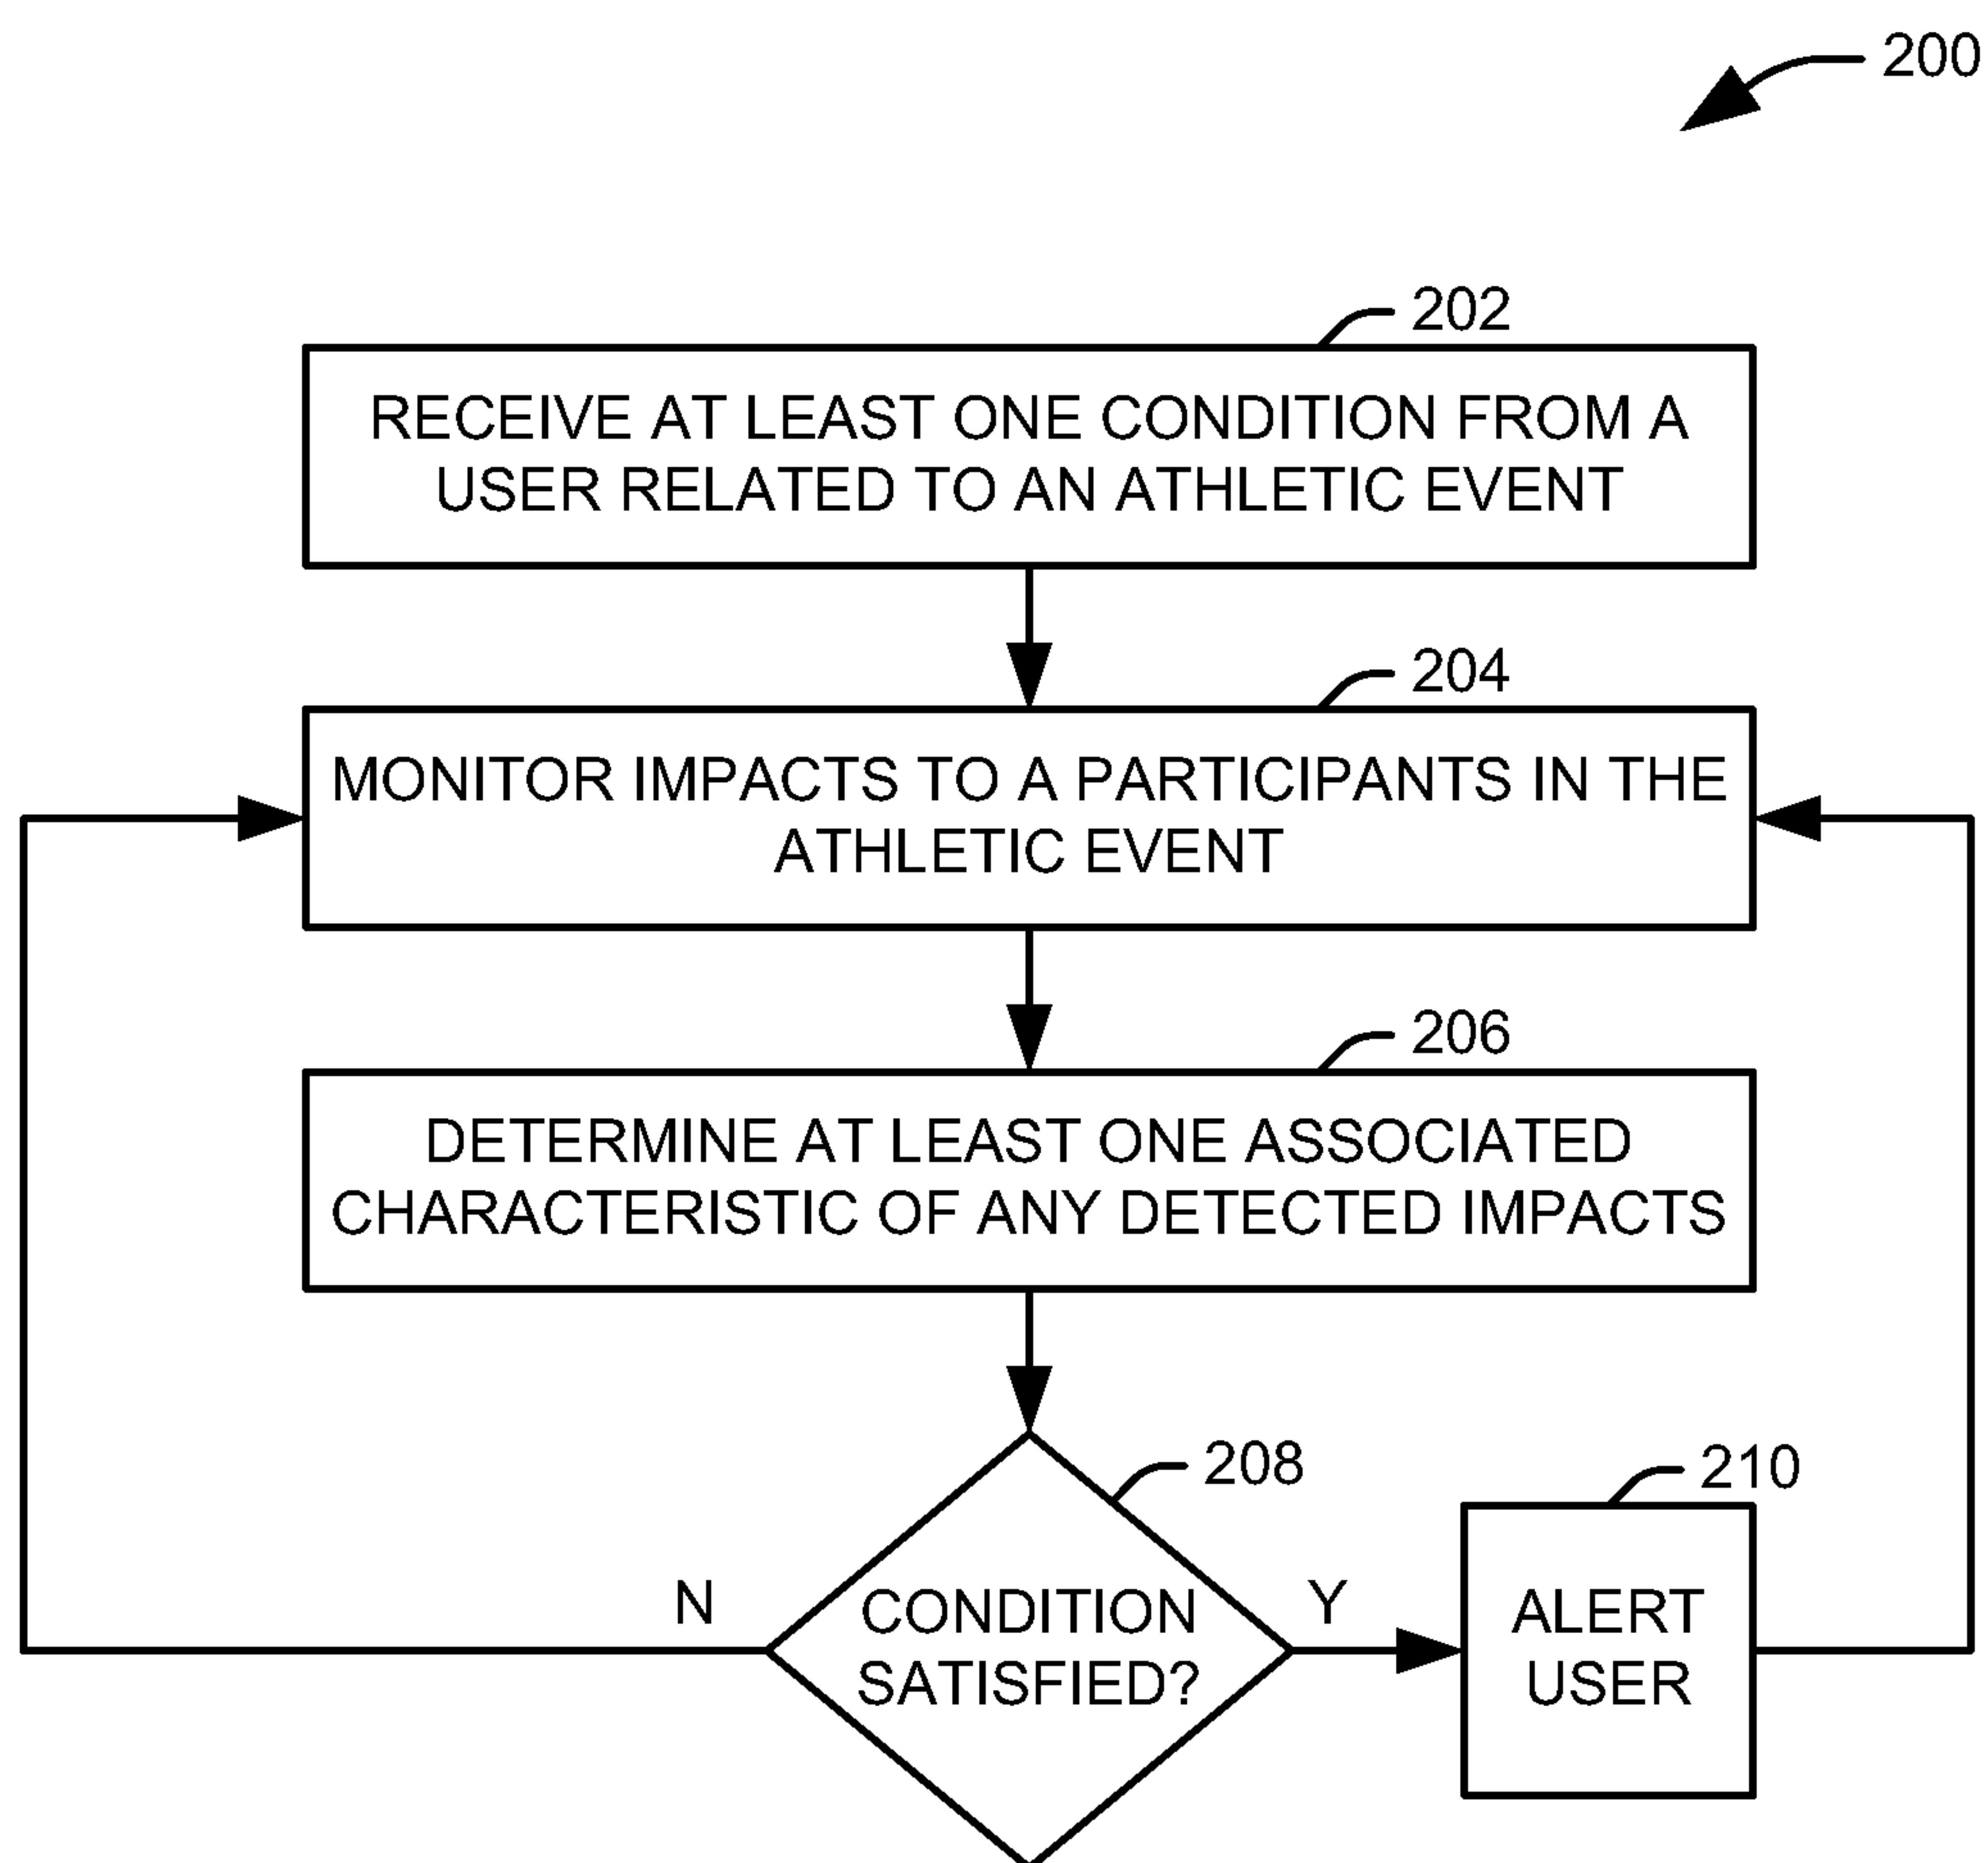 200
202
RECEIVE AT LEAST ONE CONDITION FROM A
USER RELATED TO AN ATHLETIC EVENT
204
MONITOR IMPACTS TO A PARTICIPANTS IN THE
ATHLETIC EVENT
206
DETERMINE AT LEAST ONE ASSOCIATED
CHARACTERISTIC OF ANY DETECTED IMPACTS
208
210
N
CONDITION
SATISFIED?
Y
ALERT
USER